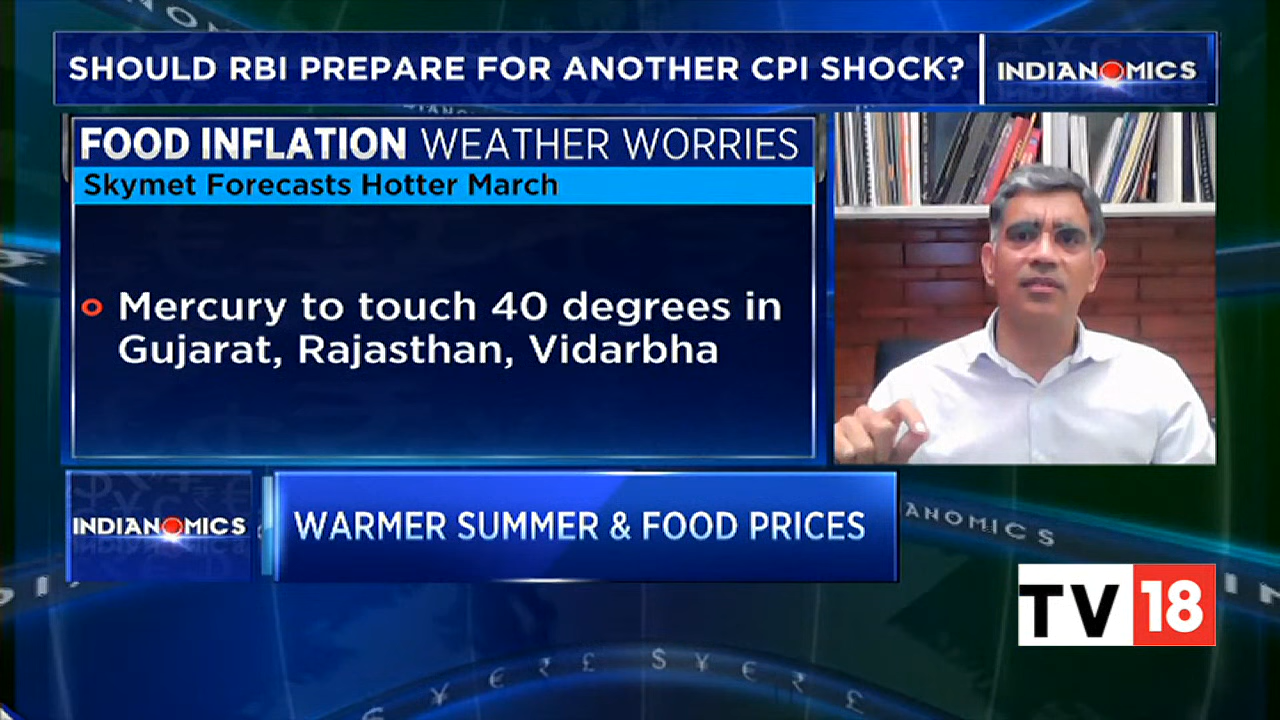 SHOULD RBI PREPARE FOR ANOTHER CPI SHOCK?
INDIANOMICS
FOOD INFLATION WEATHER WORRIES
Skymet Forecasts Hotter March
Mercury to touch 40 degrees in
Gujarat, Rajasthan, Vidarbha
INDIANOMICS
WARMER SUMMER & FOOD PRICES
ANOMICS
TV18
$ ¥ € ₹ £